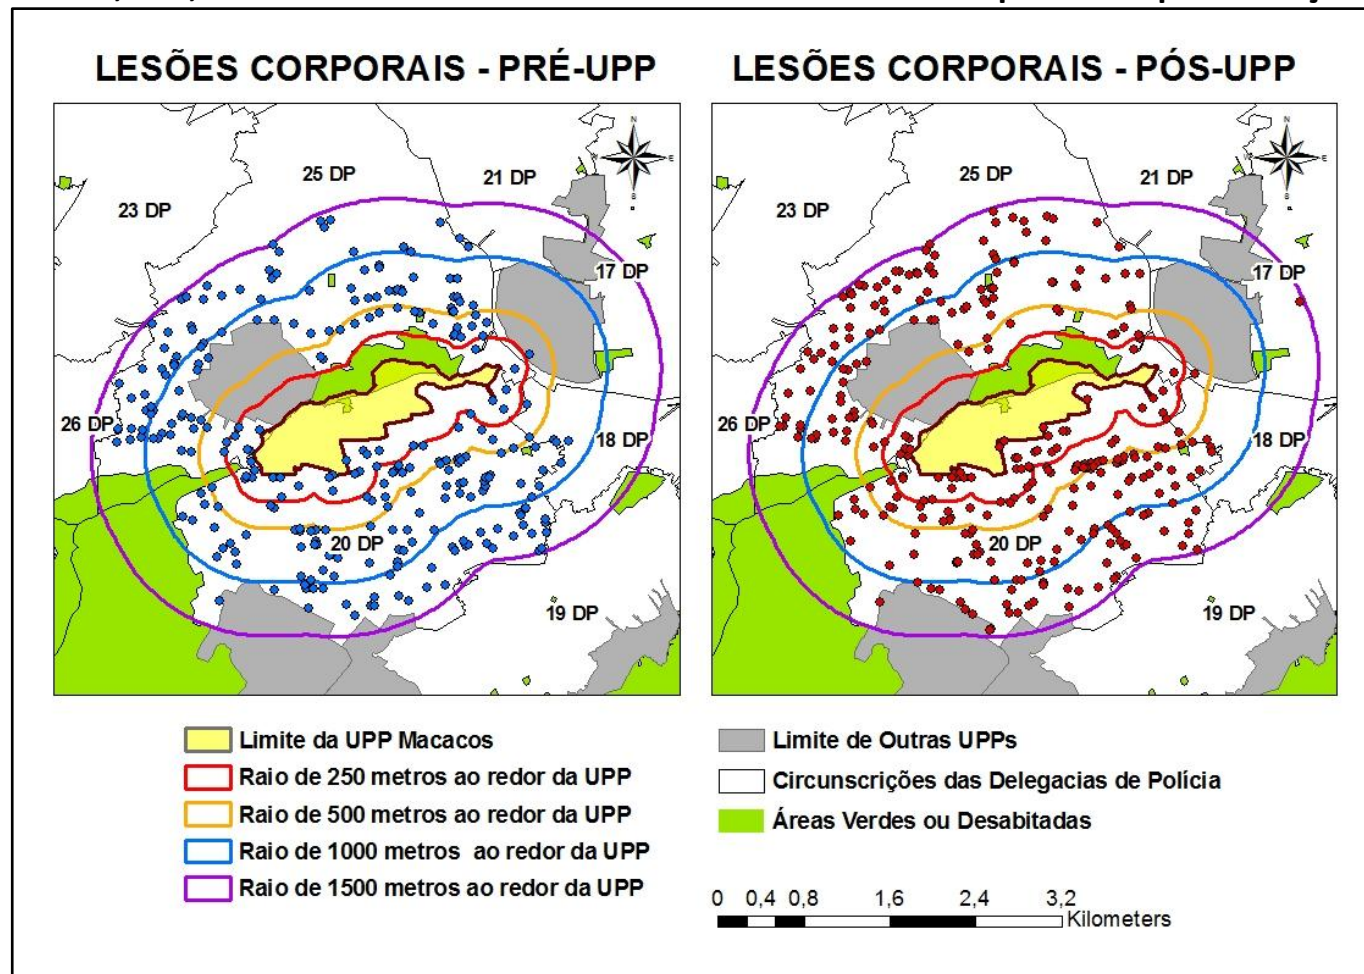 LESÕES CORPORAIS - PRÉ-UPP
25 DP
21 DP
23 DP
17 DP
26 DP
18 DP
20 DP
19 DP
N
E
S
LESÕES CORPORAIS - PÓS-UPP
25 DP
21 DP
23 DP
17 DP
26 DP
18 DP
20 DP
19 DP
N
E
S
Limite da UPP Macacos
Raio de 250 metros ao redor da UPP
Raio de 500 metros ao redor da UPP
Raio de 1000 metros ao redor da UPP
Raio de 1500 metros ao redor da UPP
Limite de Outras UPPs
Circunscrições das Delegacias de Polícia
Áreas Verdes ou Desabitadas
0 0,4 0,8 1,6 2,4 3,2
Kilometers